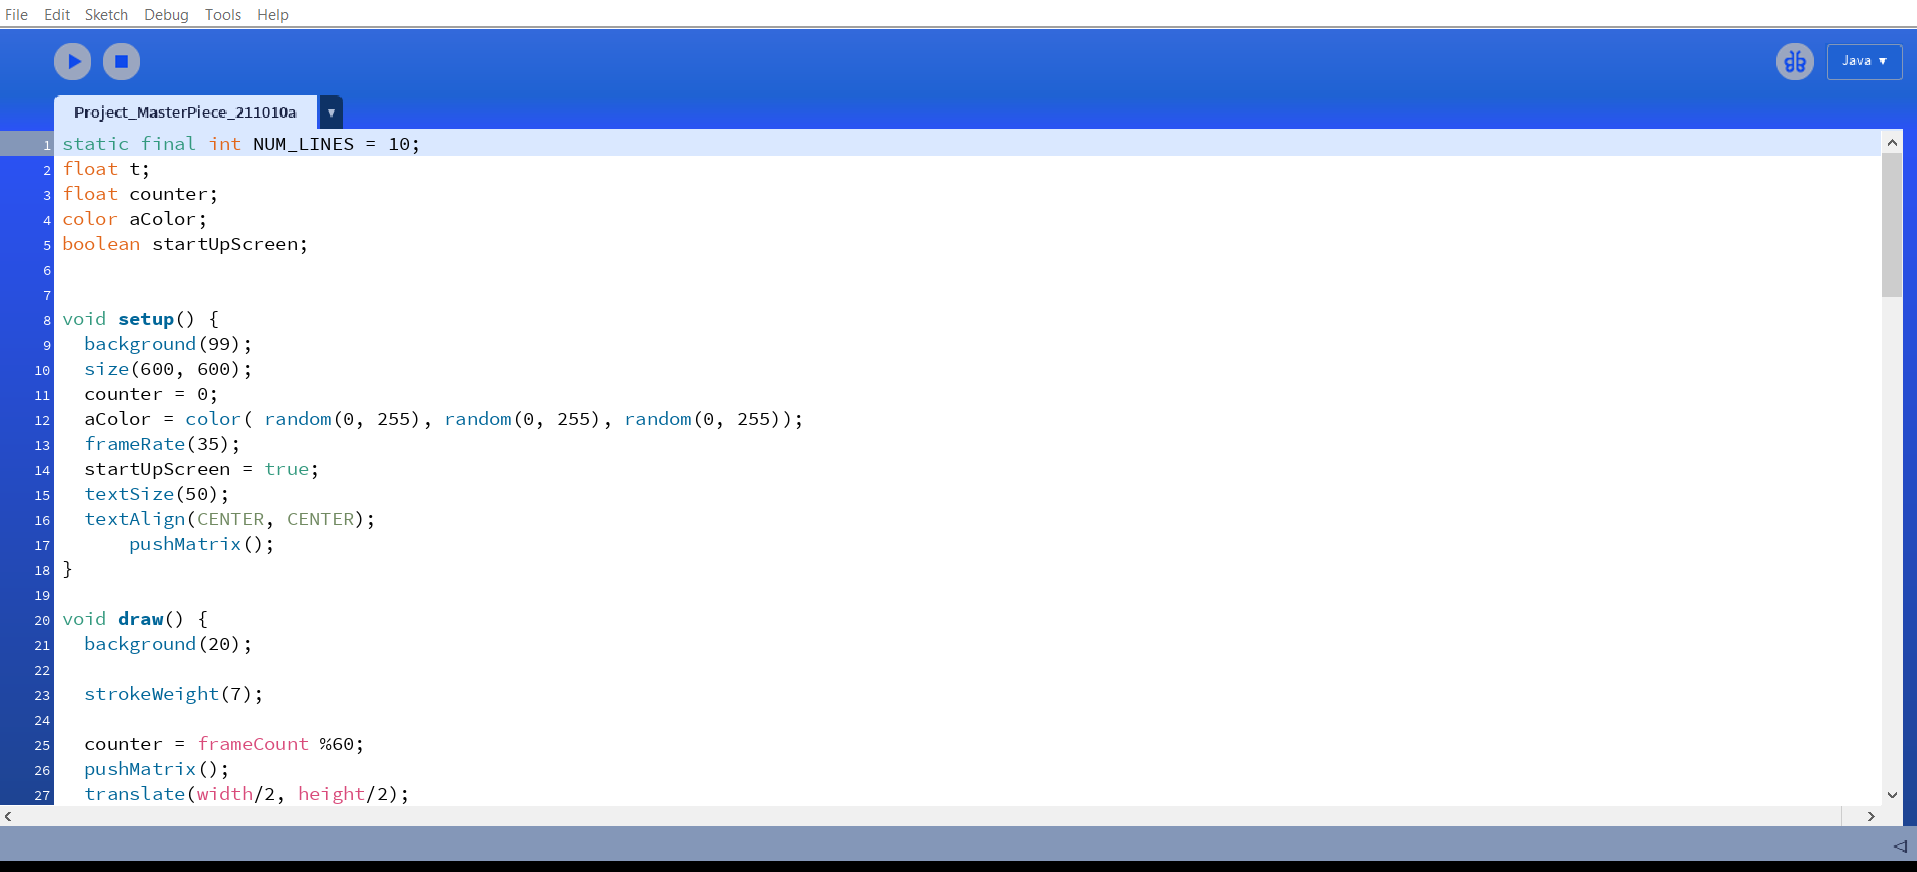 File Edit Sketch Debug Tools Help
Java ▼
Project_MasterPiece_211010a ▼
1 static final int NUM_LINES = 10;
2 float t;
3 float counter;
4 color aColor;
5 boolean startUpScreen;
6
7
8 void setup() {
9   background(99);
10   size(600, 600);
11   counter = 0;
12   aColor = color( random(0, 255), random(0, 255), random(0, 255));
13   frameRate(35);
14   startUpScreen = true;
15   textSize(50);
16   textAlign(CENTER, CENTER);
17       pushMatrix();
18 }
19
20 void draw() {
21   background(20);
22
23   strokeWeight(7);
24
25   counter = frameCount %60;
26   pushMatrix();
27   translate(width/2, height/2);